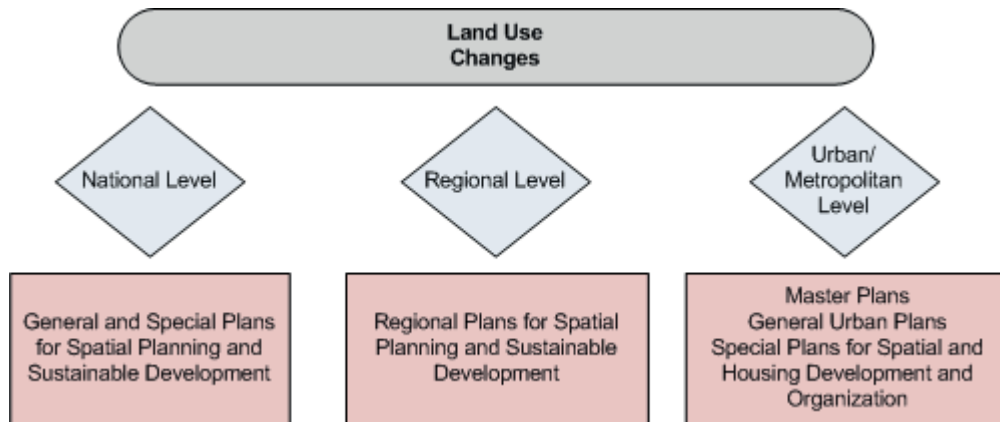 Land Use
Changes
National Level
Regional Level
Urban/
Metropolitan
Level
General and Special Plans
for Spatial Planning and
Sustainable Development
Regional Plans for Spatial
Planning and Sustainable
Development
Master Plans
General Urban Plans
Special Plans for Spatial and
Housing Development and
Organization